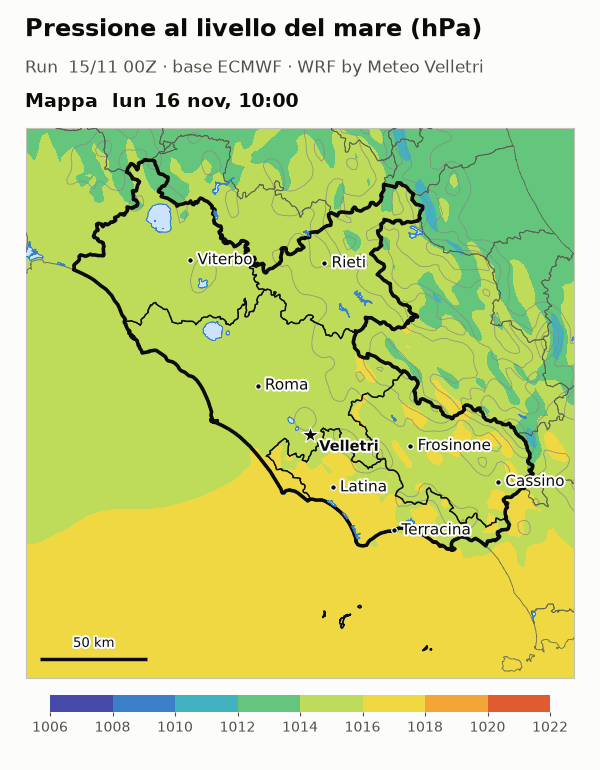 Pressione al livello del mare (hPa)
Run  15/11 00Z · base ECMWF · WRF by Meteo Velletri
Mappa  lun 16 nov, 10:00
Viterbo
Rieti
Roma
Velletri
Frosinone
Cassino
Latina
Terracina
50 km
1006 1008 1010 1012 1014 1016 1018 1020 1022